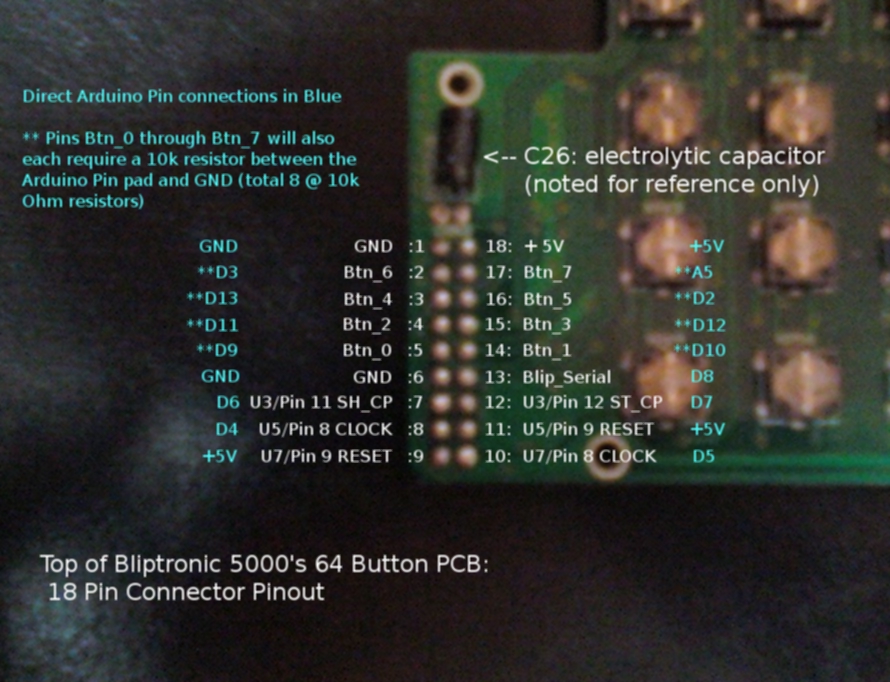 Direct Arduino Pin connections in Blue
** Pins Btn_0 through Btn_7 will also
each require a 10k resistor between the
Arduino Pin pad and GND (total 8 @ 10k
Ohm resistors)
<-- C26: electrolytic capacitor
(noted for reference only)
GND GND :1 18: +5V +5V
**D3 Btn_6 :2 17: Btn_7 **A5
**D13 Btn_4 :3 16: Btn_5 **D2
**D11 Btn_2 :4 15: Btn_3 **D12
**D9 Btn_0 :5 14: Btn_1 **D10
GND GND :6 13: Blip_Serial D8
D6 U3/Pin 11 SH_CP :7 12: U3/Pin 12 ST_CP D7
D4 U5/Pin 8 CLOCK :8 11: U5/Pin 9 RESET +5V
+5V U7/Pin 9 RESET :9 10: U7/Pin 8 CLOCK D5
Top of Bliptronic 5000's 64 Button PCB:
18 Pin Connector Pinout